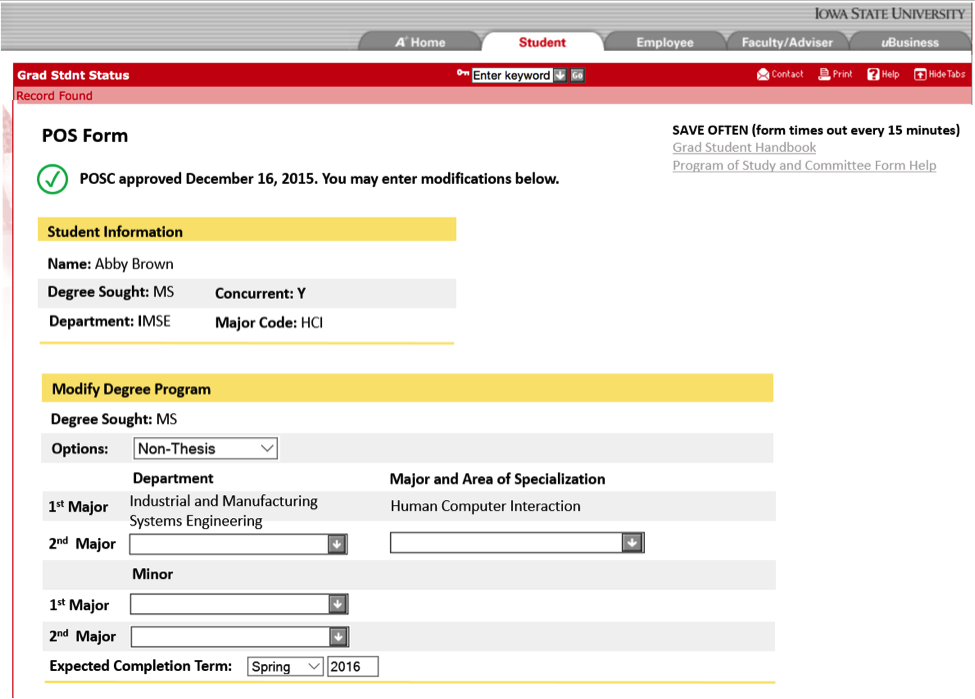 IOWA STATE UNIVERSITY
A+ Home Student Employee Faculty/Adviser uBusiness
Grad Stdnt Status Enter keyword Go Contact Print ? Help HideTabs
Record Found
POS Form
SAVE OFTEN (form times out every 15 minutes)
Grad Student Handbook
Program of Study and Committee Form Help
POSC approved December 16, 2015. You may enter modifications below.
Student Information
Name: Abby Brown
Degree Sought: MS Concurrent: Y
Department: IMSE Major Code: HCI
Modify Degree Program
Degree Sought: MS
Options: Non-Thesis
Department Major and Area of Specialization
1st Major Industrial and Manufacturing Systems Engineering Human Computer Interaction
2nd Major
Minor
1st Major
2nd Major
Expected Completion Term: Spring 2016